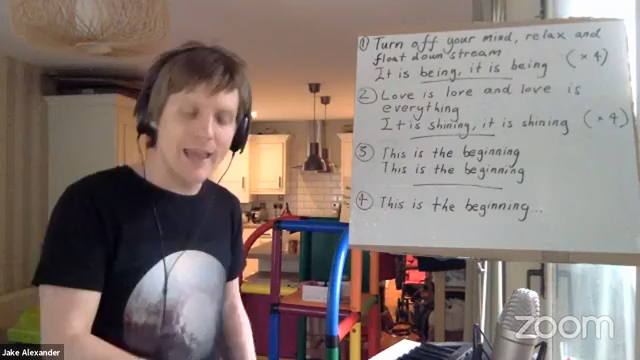 ① Turn off your mind, relax and
float down stream
It is being, it is being (×4)
② Love is love and love is
everything
It is shining, it is shining (×4)
③ This is the beginning
This is the beginning
④ This is the beginning...
Jake Alexander
zoom